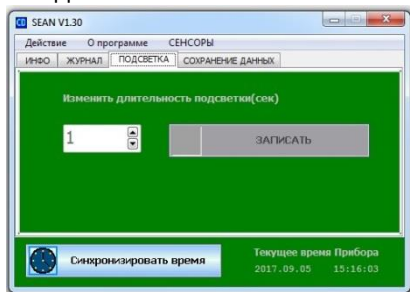 CD SEAN V1.30
Действие О программе СЕНСОРЫ
ИНФО ЖУРНАЛ ПОДСВЕТКА СОХРАНЕНИЕ ДАННЫХ
Изменить длительность подсветки(сек)
1 ЗАПИСАТЬ
Синхронизировать время
Текущее время Прибора
2017.09.05 15:16:03